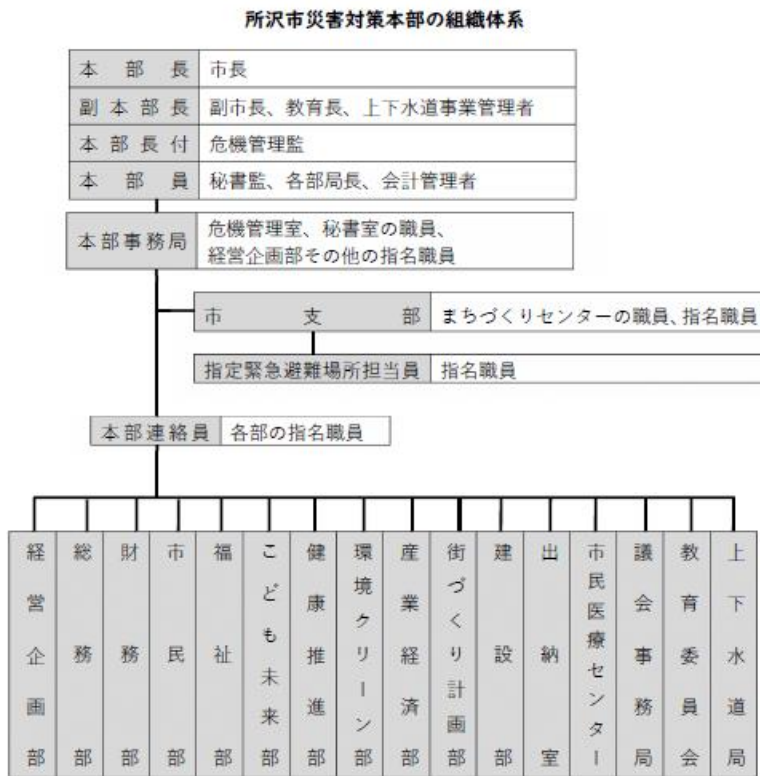 所沢市災害対策本部の組織体系
本部長 市長
副本部長 副市長、教育長、上下水道事業管理者
本部長付 危機管理監
本部員 秘書監、各部局長、会計管理者
本部事務局 危機管理室、秘書室の職員、
経営企画部その他の指名職員
市支部 まちづくりセンターの職員、指名職員
指定緊急避難場所担当員 指名職員
本部連絡員 各部の指名職員
経営企画部
総務部
財務部
市民部
福祉部
こども未来部
健康推進部
環境クリーン部
産業経済部
街づくり計画部
建設部
出納室
市民医療センター
議会事務局
教育委員会
上下水道局